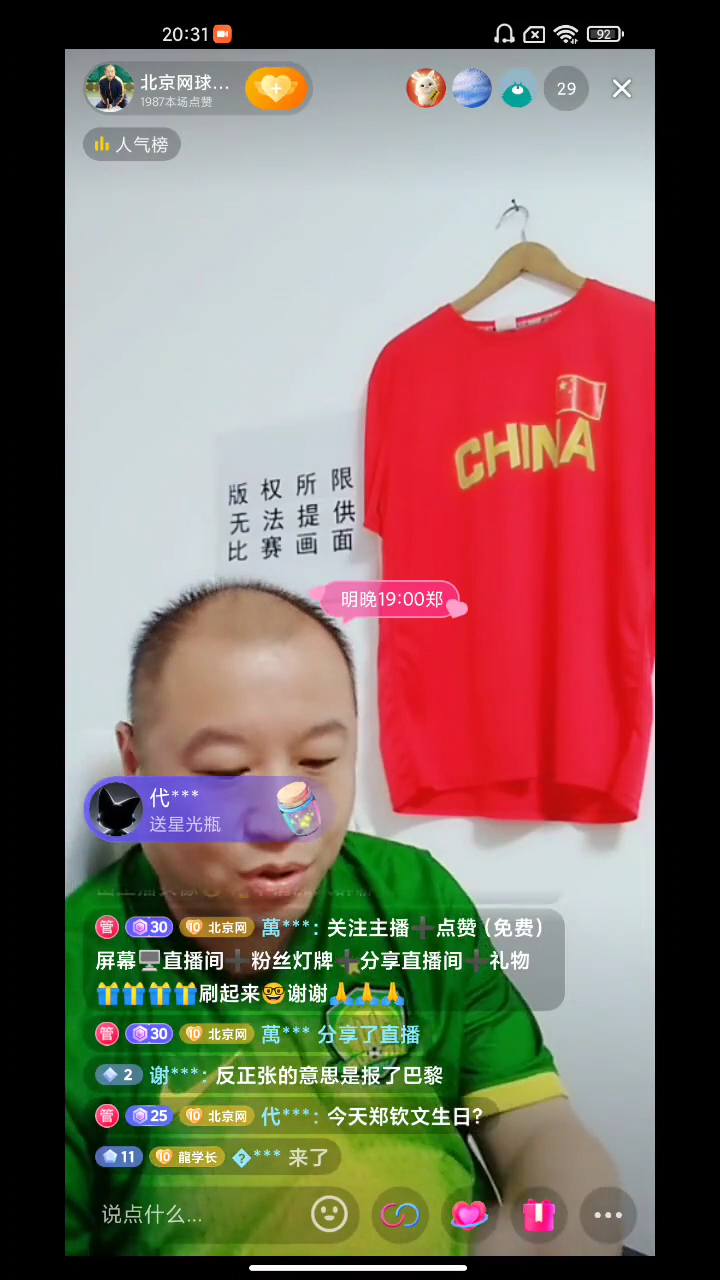 20:31
92
北京网球...
1987本场点赞
29
人气榜
CHINA
版权所限
无法提供
比赛画面
明晚19:00郑
代***
送星光瓶
管 30 10 北京网 萬***: 关注主播➕点赞（免费）
屏幕🖥️直播间➕粉丝灯牌➕分享直播间➕礼物
🎁🎁🎁🎁刷起来🤓谢谢🙏🙏🙏
管 30 10 北京网 萬*** 分享了直播
2 谢***: 反正张的意思是报了巴黎
管 25 10 北京网 代***: 今天郑钦文生日?
11 10 龍学长 �*** 来了
说点什么...